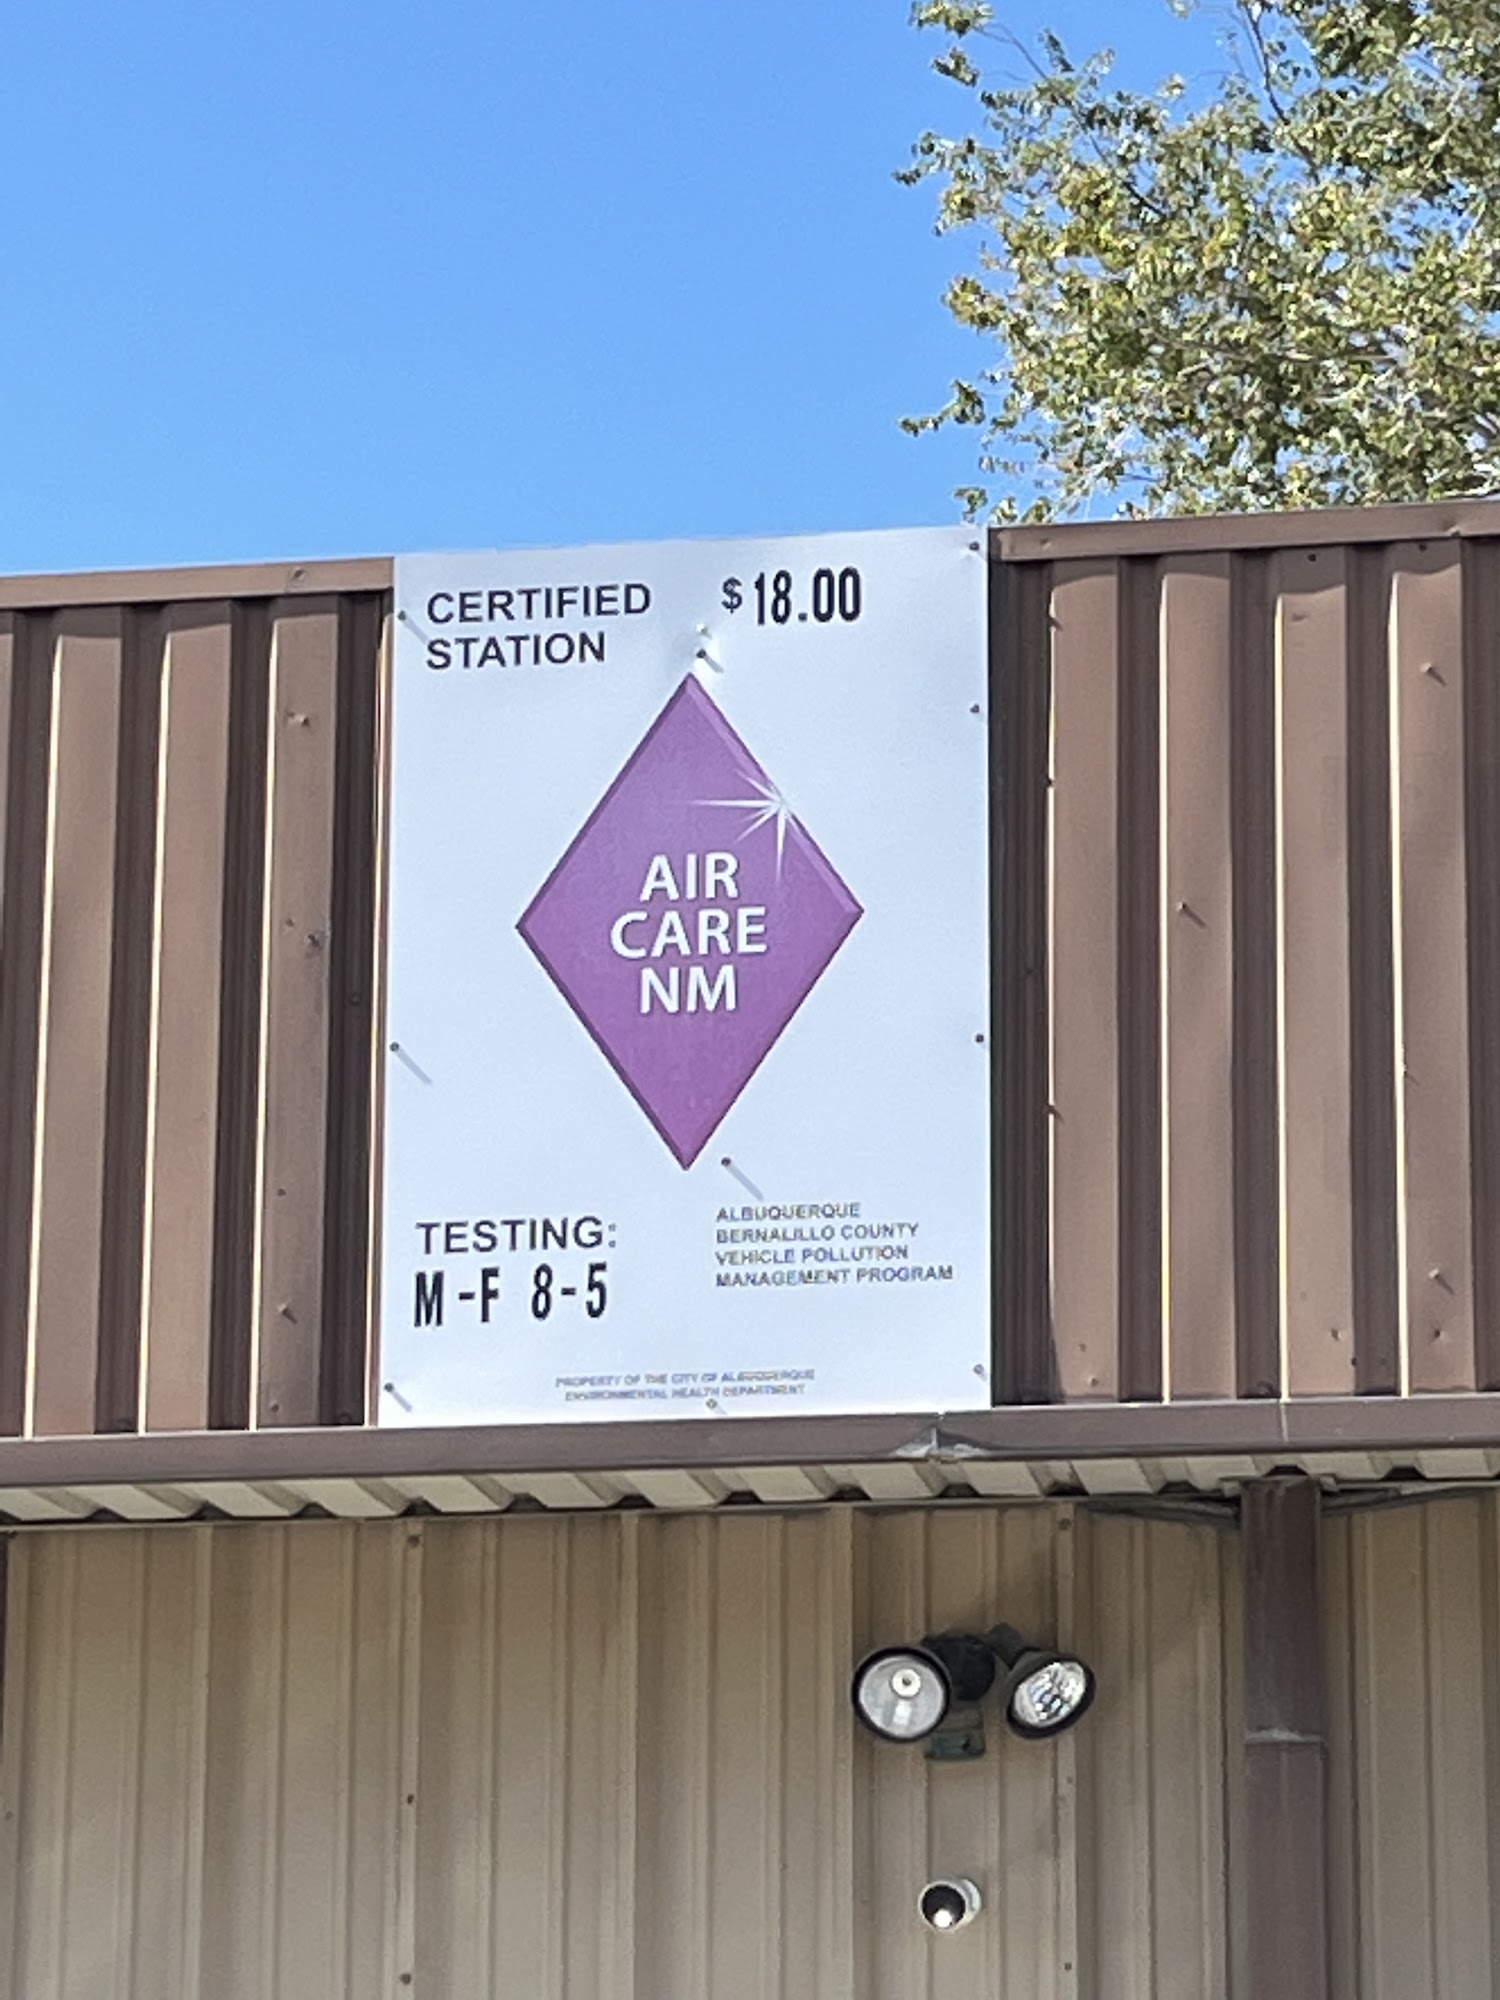 CERTIFIED
STATION
$18.00
AIR
CARE
NM
TESTING:
M-F 8-5
ALBUQUERQUE
BERNALILLO COUNTY
VEHICLE POLLUTION
MANAGEMENT PROGRAM
PROPERTY OF THE CITY OF ALBUQUERQUE
ENVIRONMENTAL HEALTH DEPARTMENT